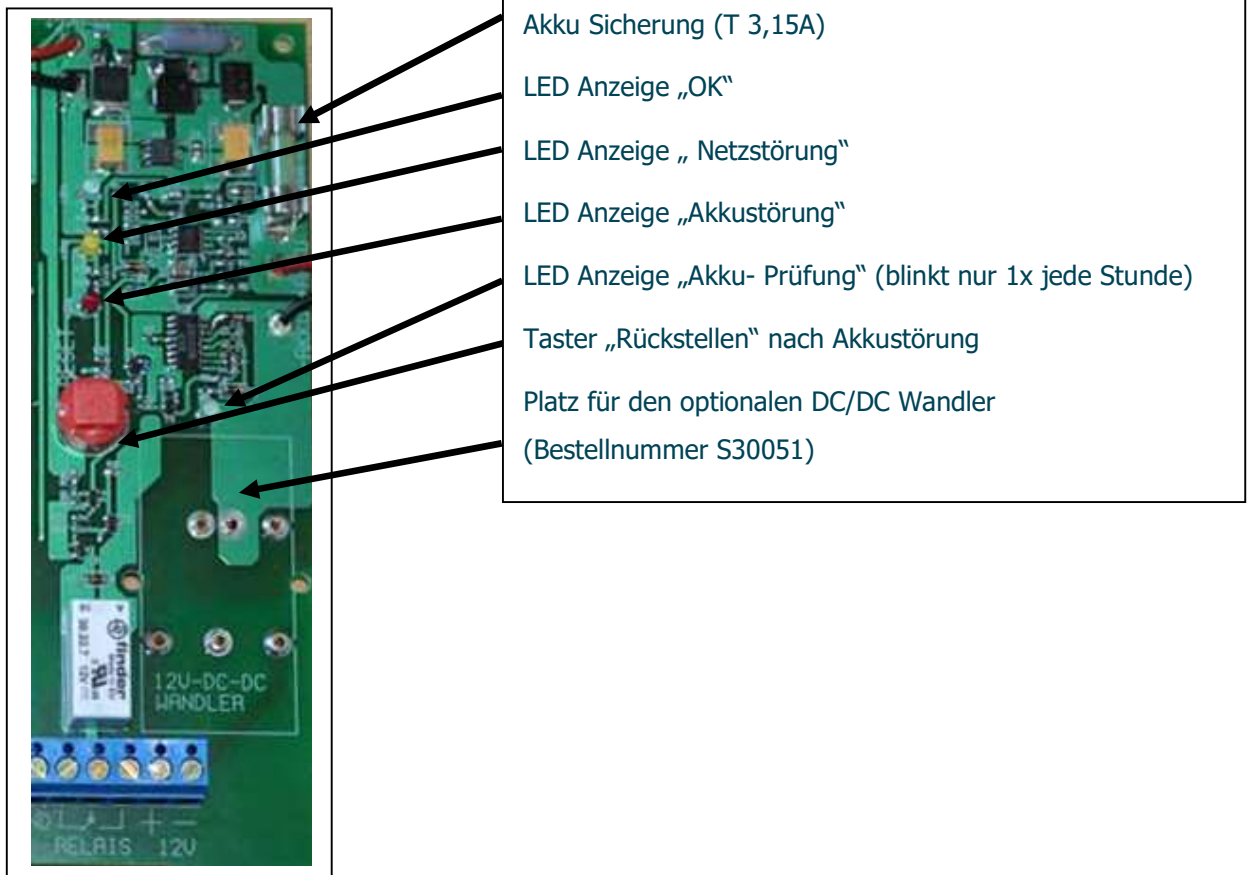 Akku Sicherung (T 3,15A)
LED Anzeige „OK“
LED Anzeige „ Netzstörung“
LED Anzeige „Akkustörung“
LED Anzeige „Akku- Prüfung“ (blinkt nur 1x jede Stunde)
Taster „Rückstellen“ nach Akkustörung
Platz für den optionalen DC/DC Wandler
(Bestellnummer S30051)
finder
12V-DC-DC
WANDLER
+ −
RELAIS 12V